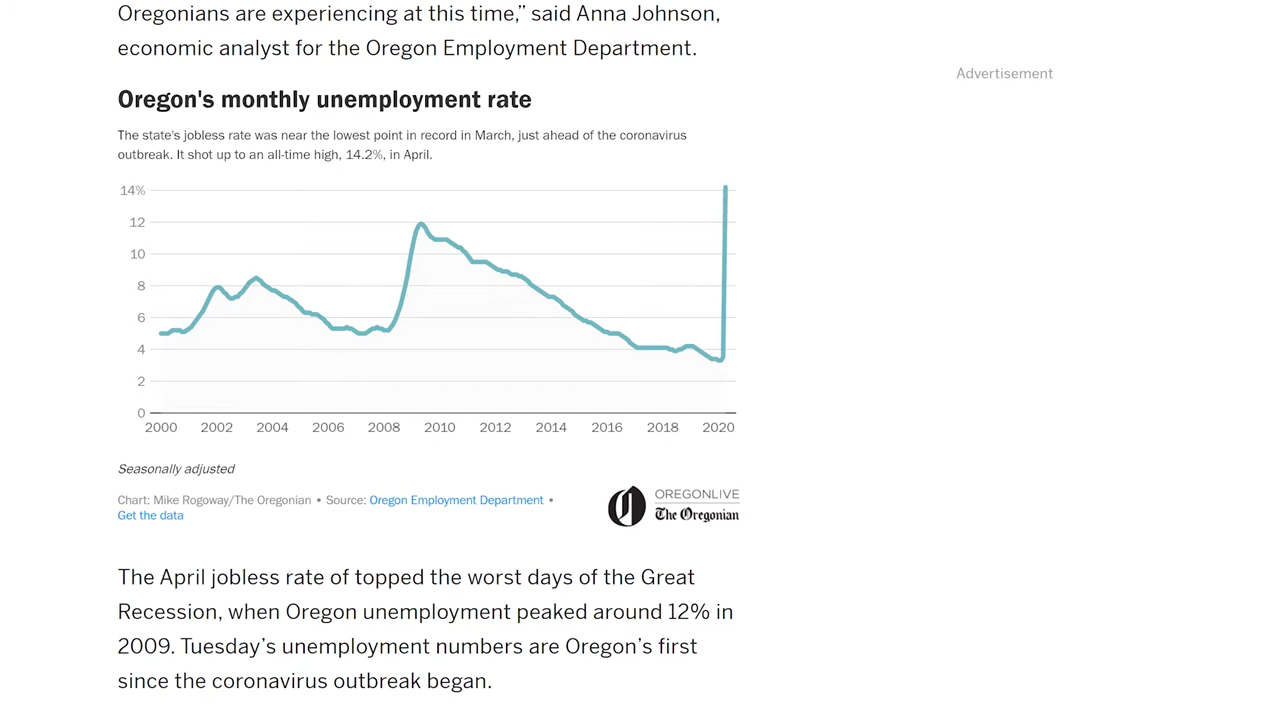 Oregonians are experiencing at this time,” said Anna Johnson,
economic analyst for the Oregon Employment Department.
Advertisement
Oregon's monthly unemployment rate
The state's jobless rate was near the lowest point in record in March, just ahead of the coronavirus
outbreak. It shot up to an all-time high, 14.2%, in April.
14%
12
10
8
6
4
2
0
2000 2002 2004 2006 2008 2010 2012 2014 2016 2018 2020
Seasonally adjusted
Chart: Mike Rogoway/The Oregonian • Source: Oregon Employment Department •
Get the data
OREGONLIVE
The Oregonian
The April jobless rate of topped the worst days of the Great
Recession, when Oregon unemployment peaked around 12% in
2009. Tuesday’s unemployment numbers are Oregon’s first
since the coronavirus outbreak began.